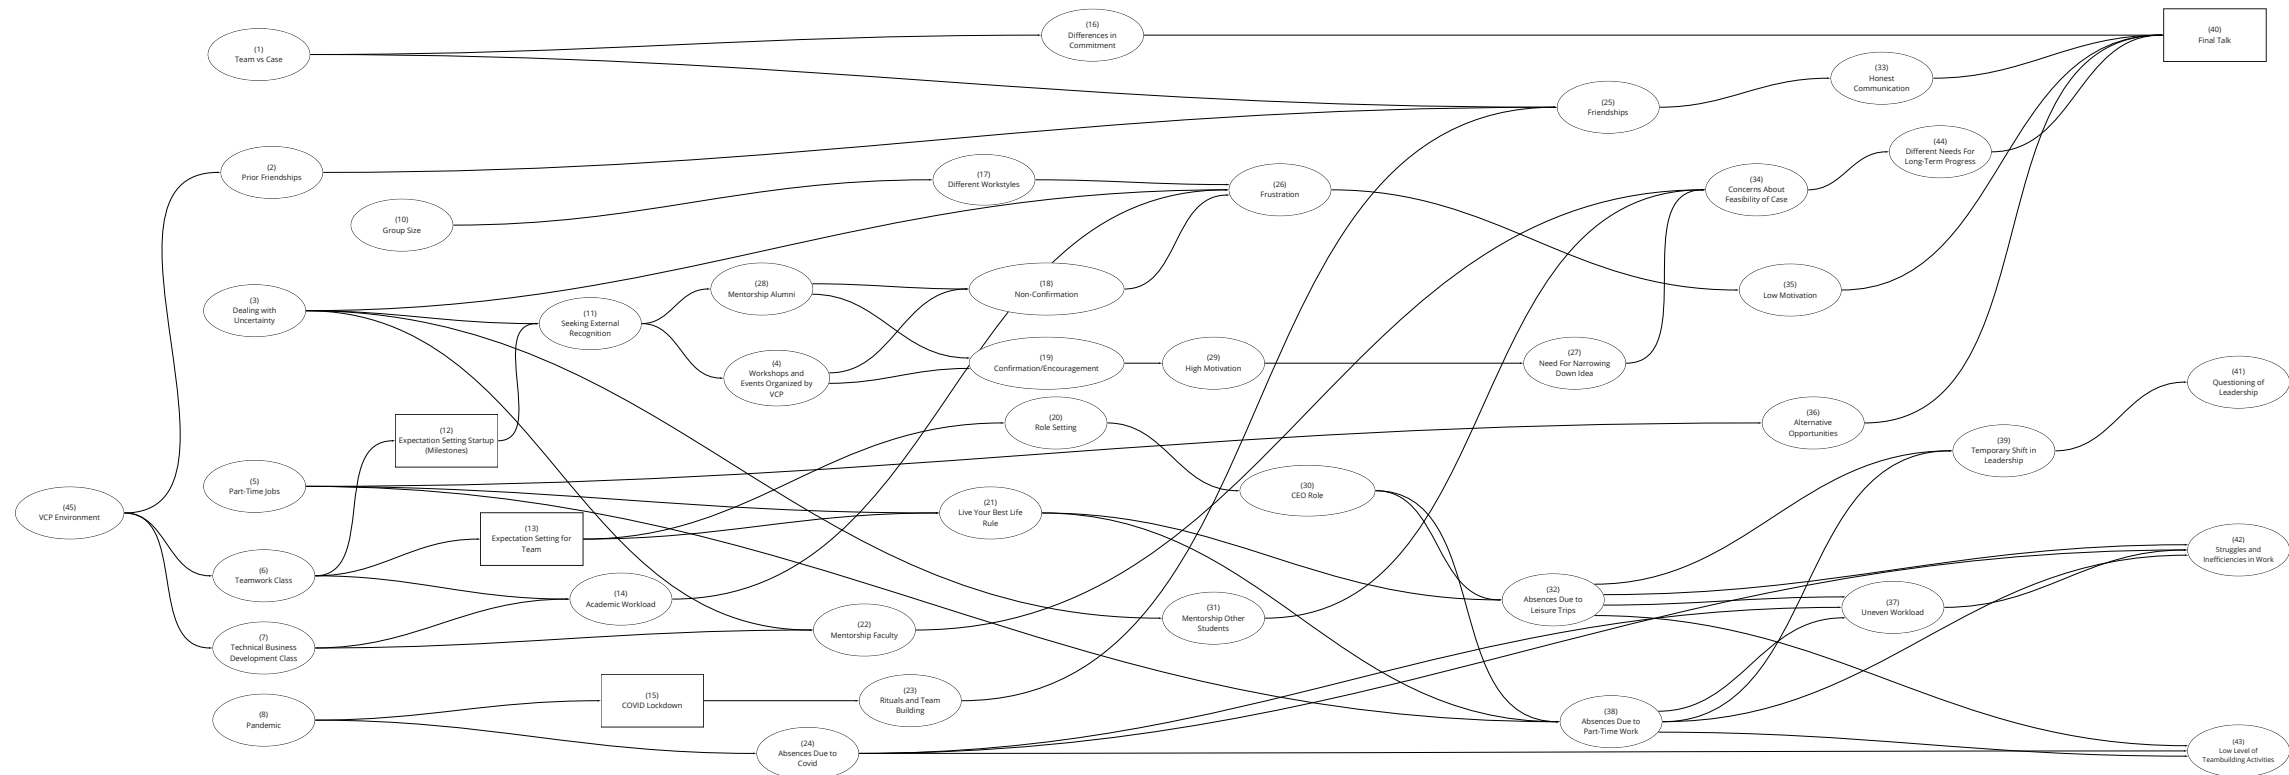 (1)
Team vs Case
(16)
Differences in
Commitment
(40)
Final Talk
(33)
Honest
Communication
(25)
Friendships
(2)
Prior Friendships
(17)
Different Workstyles
(26)
Frustration
(34)
Concerns About
Feasibility of Case
(44)
Different Needs For
Long-Term Progress
(10)
Group Size
(3)
Dealing with
Uncertainty
(11)
Seeking External
Recognition
(28)
Mentorship Alumni
(18)
Non-Confirmation
(35)
Low Motivation
(4)
Workshops and
Events Organized by
VCP
(19)
Confirmation/Encouragement
(29)
High Motivation
(27)
Need For Narrowing
Down Idea
(41)
Questioning of
Leadership
(12)
Expectation Setting Startup
(Milestones)
(20)
Role Setting
(36)
Alternative
Opportunities
(39)
Temporary Shift in
Leadership
(5)
Part-Time Jobs
(30)
CEO Role
(45)
VCP Environment
(13)
Expectation Setting for
Team
(21)
Live Your Best Life
Rule
(42)
Struggles and
Inefficiencies in Work
(6)
Teamwork Class
(14)
Academic Workload
(32)
Absences Due to
Leisure Trips
(37)
Uneven Workload
(7)
Technical Business
Development Class
(22)
Mentorship Faculty
(31)
Mentorship Other
Students
(8)
Pandemic
(15)
COVID Lockdown
(23)
Rituals and Team
Building
(38)
Absences Due to
Part-Time Work
(24)
Absences Due to
Covid
(43)
Low Level of
Teambuilding Activities